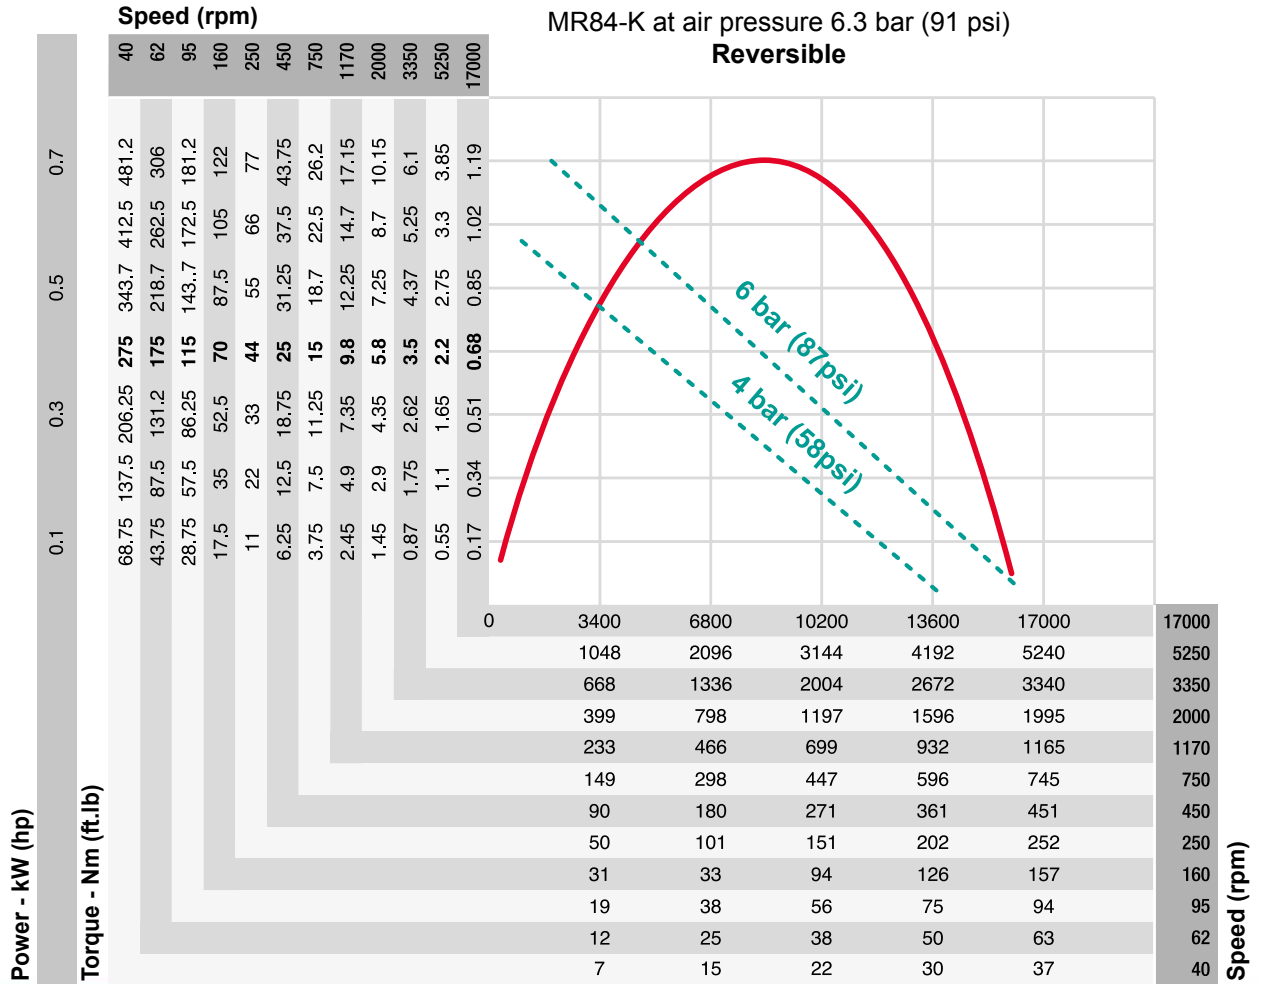 Speed (rpm)
MR84-K at air pressure 6.3 bar (91 psi)
Reversible
40 62 95 160 250 450 750 1170 2000 3350 5250 17000
0.7 481.2 306 181.2 122 77 43.75 26.2 17.15 10.15 6.1 3.85 1.19
412.5 262.5 172.5 105 66 37.5 22.5 14.7 8.7 5.25 3.3 1.02
0.5 343.7 218.7 143..7 87.5 55 31.25 18.7 12.25 7.25 4.37 2.75 0.85
275 175 115 70 44 25 15 9.8 5.8 3.5 2.2 0.68
0.3 206.25 131.2 86.25 52.5 33 18.75 11.25 7.35 4.35 2.62 1.65 0.51
137.5 87.5 57.5 35 22 12.5 7.5 4.9 2.9 1.75 1.1 0.34
0.1 68.75 43.75 28.75 17.5 11 6.25 3.75 2.45 1.45 0.87 0.55 0.17
6 bar (87psi)
4 bar (58psi)
0 3400 6800 10200 13600 17000 17000
1048 2096 3144 4192 5240 5250
668 1336 2004 2672 3340 3350
399 798 1197 1596 1995 2000
233 466 699 932 1165 1170
149 298 447 596 745 750
90 180 271 361 451 450
50 101 151 202 252 250
31 33 94 126 157 160
19 38 56 75 94 95
12 25 38 50 63 62
7 15 22 30 37 40
Power - kW (hp)
Torque - Nm (ft.lb)
Speed (rpm)